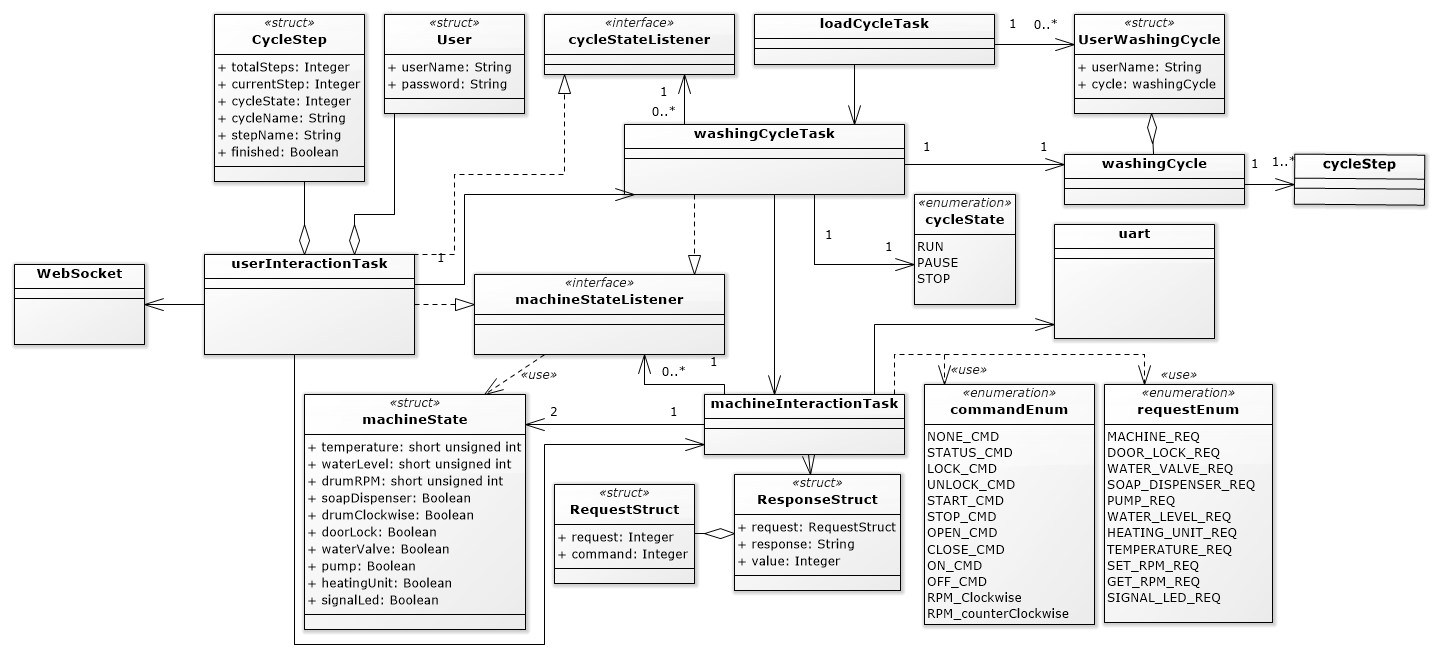 «struct»
CycleStep
+ totalSteps: Integer
+ currentStep: Integer
+ cycleState: Integer
+ cycleName: String
+ stepName: String
+ finished: Boolean
«struct»
User
+ userName: String
+ password: String
«interface»
cycleStateListener
loadCycleTask
1
0..*
«struct»
UserWashingCycle
+ userName: String
+ cycle: washingCycle
1
0..*
washingCycleTask
1
1
washingCycle
1
1..*
cycleStep
«enumeration»
cycleState
RUN
PAUSE
STOP
1
1
uart
WebSocket
userInteractionTask
1
«interface»
machineStateListener
«use»
0..*
1
«struct»
machineState
+ temperature: short unsigned int
+ waterLevel: short unsigned int
+ drumRPM: short unsigned int
+ soapDispenser: Boolean
+ drumClockwise: Boolean
+ doorLock: Boolean
+ waterValve: Boolean
+ pump: Boolean
+ heatingUnit: Boolean
+ signalLed: Boolean
2
1
machineInteractionTask
«struct»
RequestStruct
+ request: Integer
+ command: Integer
«struct»
ResponseStruct
+ request: RequestStruct
+ response: String
+ value: Integer
«use»
«enumeration»
commandEnum
NONE_CMD
STATUS_CMD
LOCK_CMD
UNLOCK_CMD
START_CMD
STOP_CMD
OPEN_CMD
CLOSE_CMD
ON_CMD
OFF_CMD
RPM_Clockwise
RPM_counterClockwise
«use»
«enumeration»
requestEnum
MACHINE_REQ
DOOR_LOCK_REQ
WATER_VALVE_REQ
SOAP_DISPENSER_REQ
PUMP_REQ
WATER_LEVEL_REQ
HEATING_UNIT_REQ
TEMPERATURE_REQ
SET_RPM_REQ
GET_RPM_REQ
SIGNAL_LED_REQ